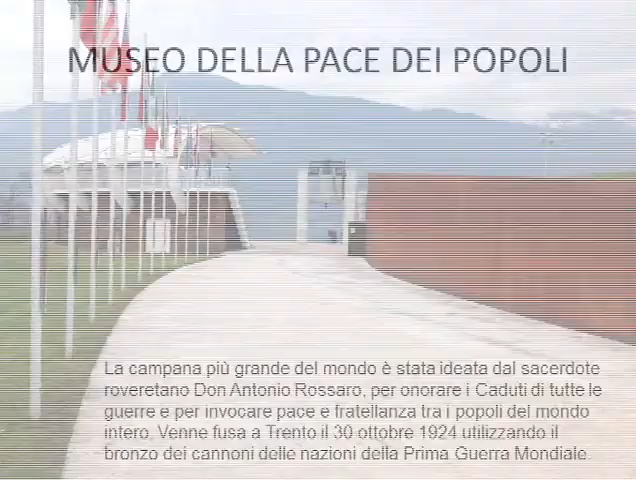 MUSEO DELLA PACE DEI POPOLI
La campana più grande del mondo è stata ideata dal sacerdote
roveretano Don Antonio Rossaro, per onorare i Caduti di tutte le
guerre e per invocare pace e fratellanza tra i popoli del mondo
intero. Venne fusa a Trento il 30 ottobre 1924 utilizzando il
bronzo dei cannoni delle nazioni della Prima Guerra Mondiale.